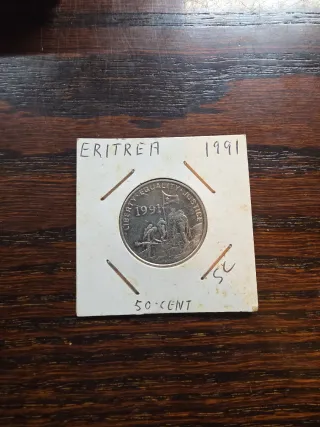 ERITREA 1991
LIBERTY·EQUALITY·JUSTICE
1991
5c
50-CENT